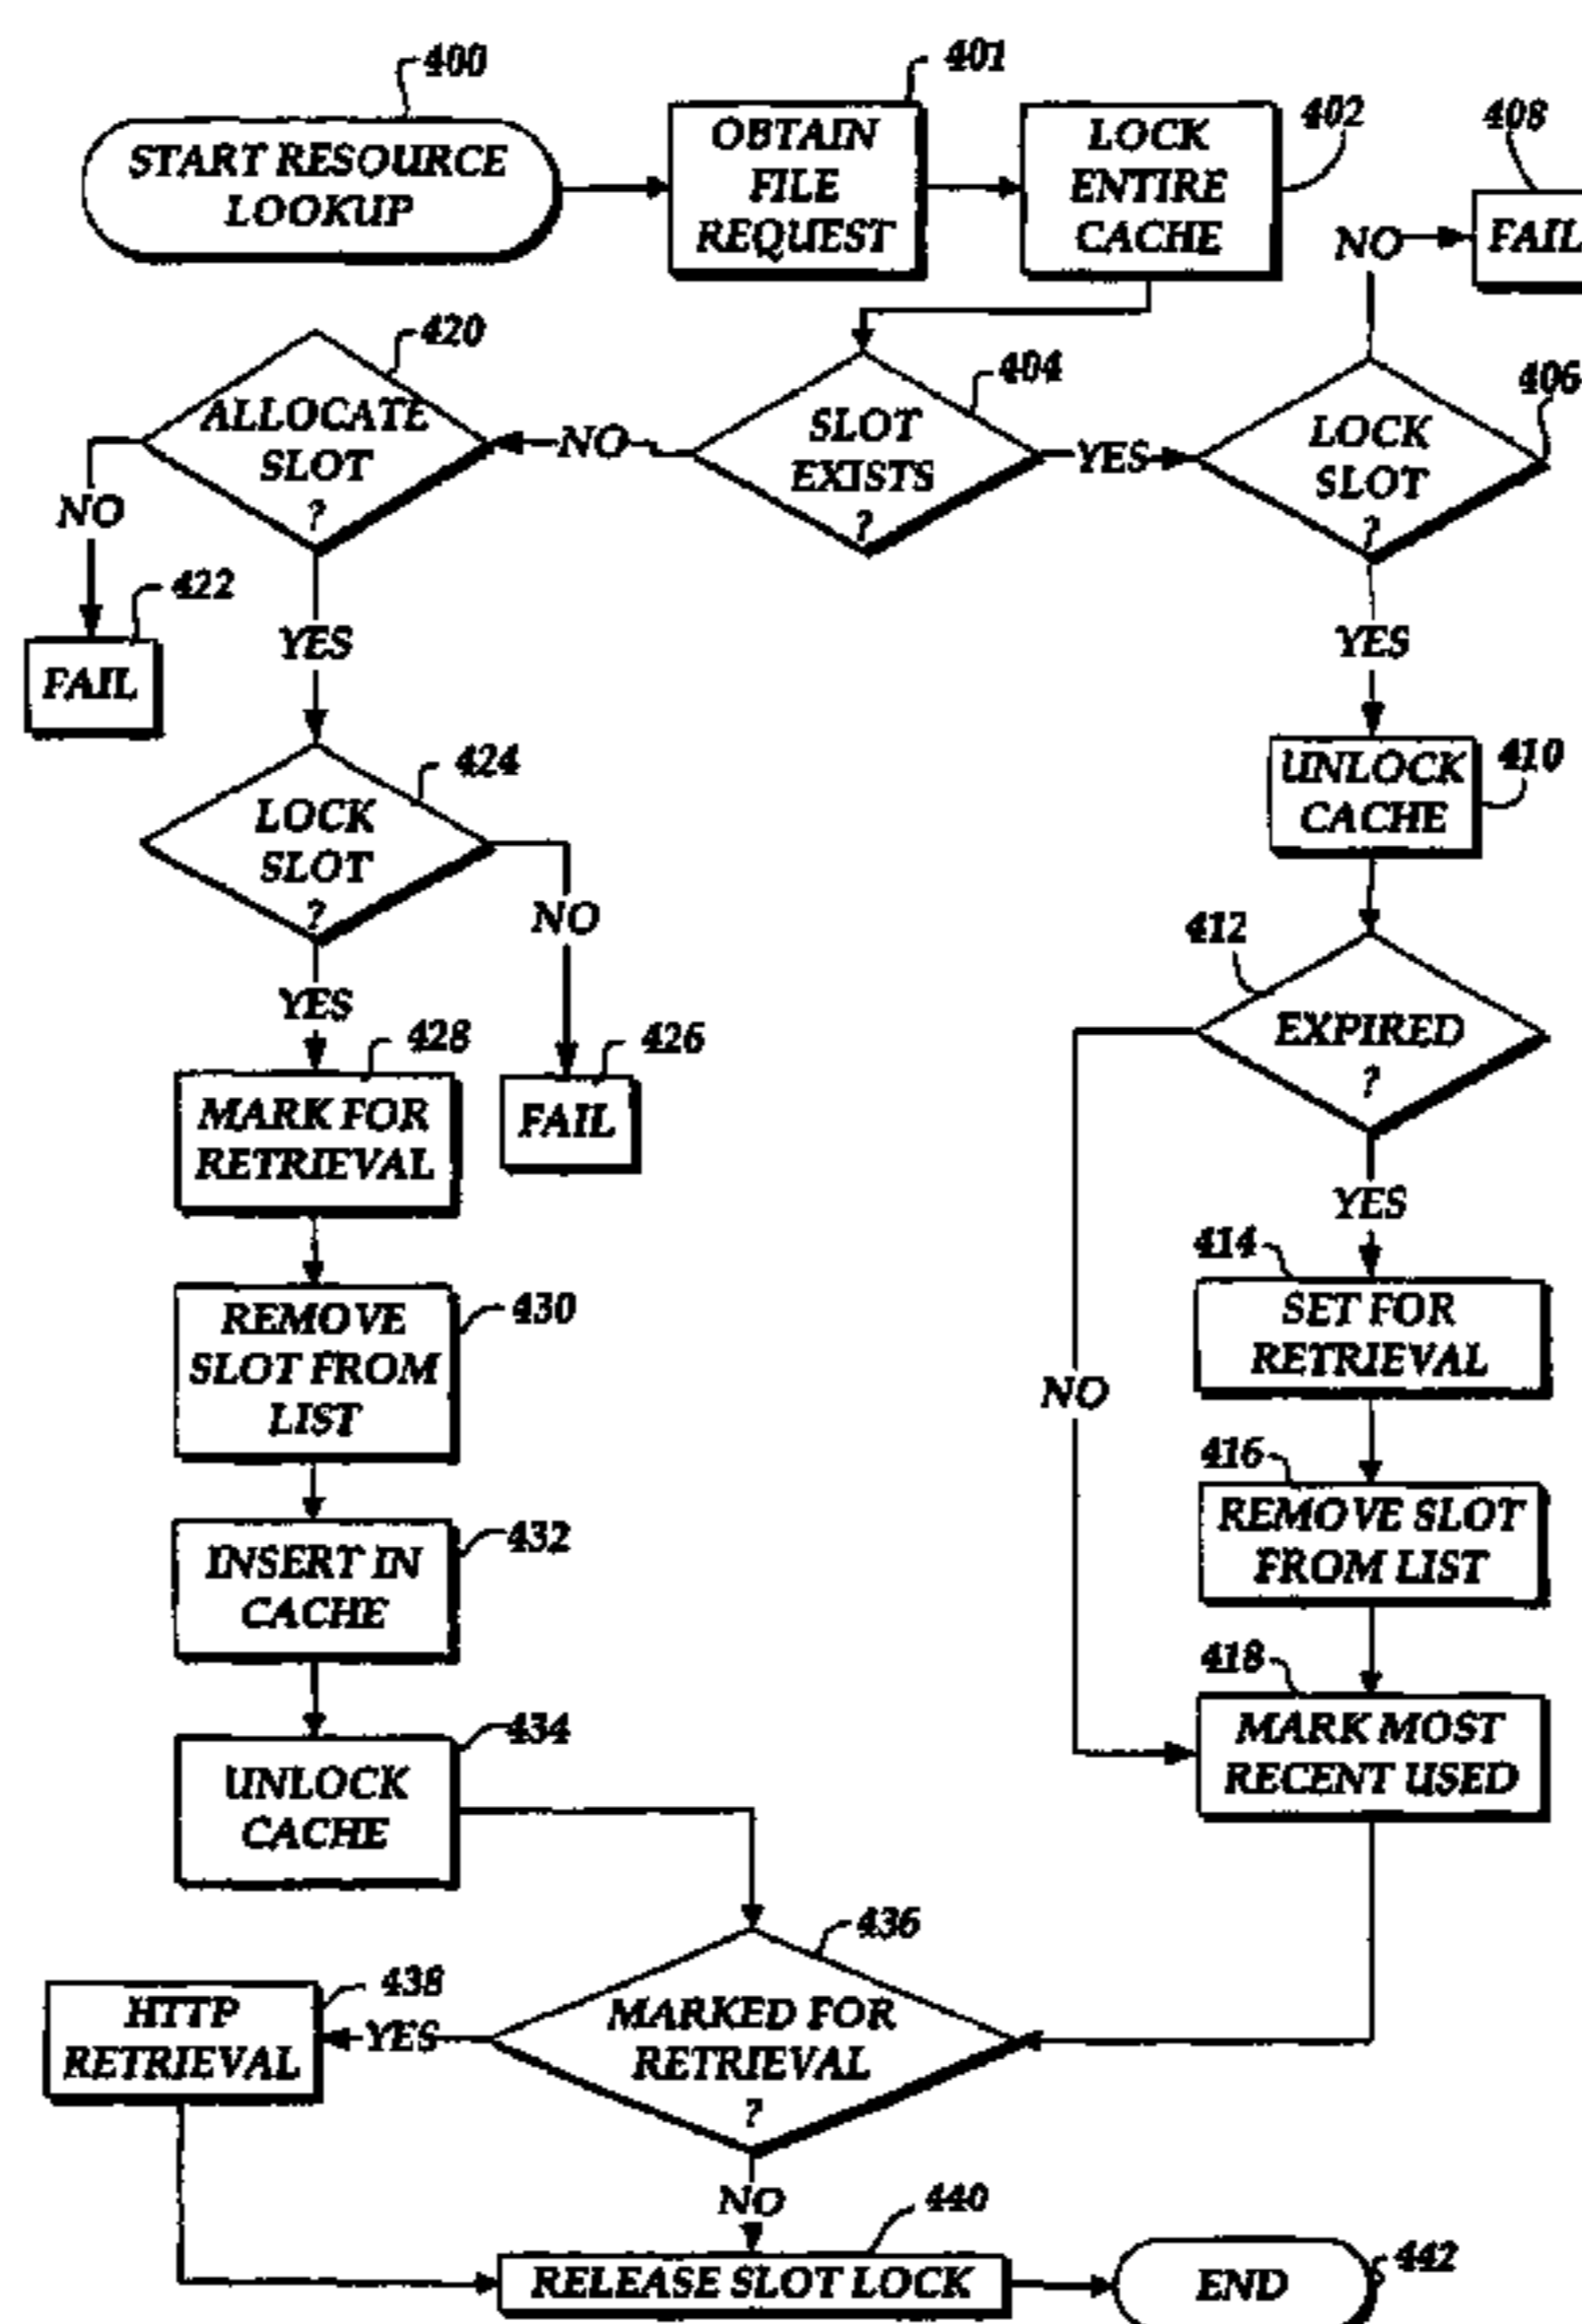 400
START RESOURCE
LOOKUP
401
OBTAIN
FILE
REQUEST
402
LOCK
ENTIRE
CACHE
408
FAIL
NO
420
ALLOCATE
SLOT
?
NO
404
SLOT
EXISTS
?
YES
406
LOCK
SLOT
?
NO
422
FAIL
YES
YES
424
LOCK
SLOT
?
NO
410
UNLOCK
CACHE
YES
412
EXPIRED
?
428
MARK FOR
RETRIEVAL
426
FAIL
YES
414
SET FOR
RETRIEVAL
430
REMOVE
SLOT FROM
LIST
NO
416
REMOVE SLOT
FROM LIST
432
INSERT IN
CACHE
418
MARK MOST
RECENT USED
434
UNLOCK
CACHE
436
MARKED FOR
RETRIEVAL
?
YES
438
HTTP
RETRIEVAL
NO
440
RELEASE SLOT LOCK
END
442